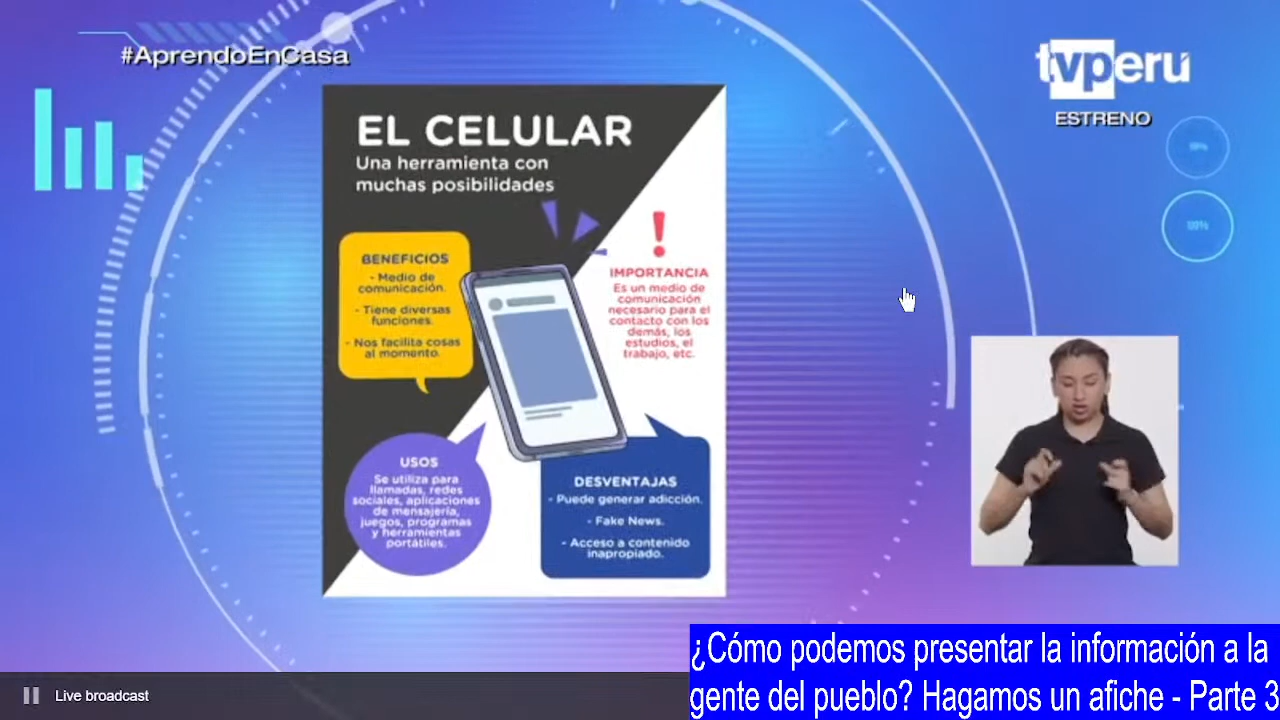 #AprendoEnCasa
tvperú
ESTRENO
EL CELULAR
Una herramienta con
muchas posibilidades
BENEFICIOS
- Medio de
comunicación.
- Tiene diversas
funciones.
- Nos facilita cosas
al momento.
!
IMPORTANCIA
Es un medio de
comunicación
necesario para el
contacto con los
demás, los
estudios, el
trabajo, etc.
USOS
Se utiliza para
llamadas, redes
sociales, aplicaciones
de mensajería,
juegos, programas
y herramientas
portátiles.
DESVENTAJAS
- Puede generar adicción.
- Fake News.
- Acceso a contenido
inapropiado.
Live broadcast
¿Cómo podemos presentar la información a la
gente del pueblo? Hagamos un afiche - Parte 3